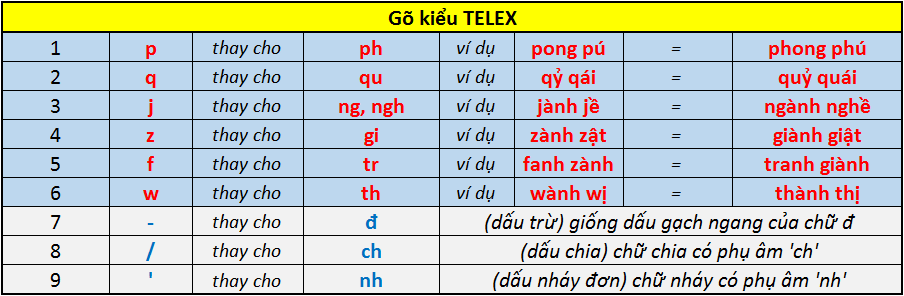 Gõ kiểu TELEX
1 p thay cho ph ví dụ pong pú = phong phú
2 q thay cho qu ví dụ qỷ qái = quỷ quái
3 j thay cho ng, ngh ví dụ jành jề = ngành nghề
4 z thay cho gi ví dụ zành zật = giành giật
5 f thay cho tr ví dụ fanh zành = tranh giành
6 w thay cho th ví dụ wành wị = thành thị
7 - thay cho đ (dấu trừ) giống dấu gạch ngang của chữ đ
8 / thay cho ch (dấu chia) chữ chia có phụ âm 'ch'
9 ' thay cho nh (dấu nháy đơn) chữ nháy có phụ âm 'nh'